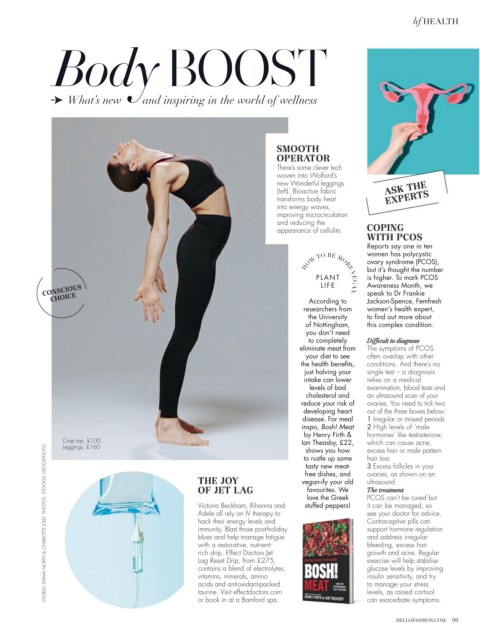 hf HEALTH
Body BOOST
What's new and inspiring in the world of wellness
SMOOTH
OPERATOR
There's some clever tech
woven into Wolford's
new Wonderful leggings
(left). Bioactive fabric
transforms body heat
into energy waves,
improving microcirculation
and reducing the
appearance of cellulite.
CONSCIOUS
CHOICE
Crop top, £100,
Leggings, £160
HOW TO BE MORE VEGAN
PLANT
LIFE
According to
researchers from
the University
of Nottingham,
you don't need
to completely
eliminate meat from
your diet to see
the health benefits,
just halving your
intake can lower
levels of bad
cholesterol and
reduce your risk of
developing heart
disease. For meal
inspo, Bosh! Meat
by Henry Firth &
Ian Theasby, £22,
shows you how
to rustle up some
tasty new meat-
free dishes, and
vegan-ify your old
favourites. We
love the Greek
stuffed peppers!
BOSH!
MEAT
HENRY FIRTH & IAN THEASBY
ASK THE
EXPERTS
COPING
WITH PCOS
Reports say one in ten
women has polycystic
ovary syndrome (PCOS),
but it's thought the number
is higher. To mark PCOS
Awareness Month, we
speak to Dr Frankie
Jackson-Spence, Femfresh
women's health expert,
to find out more about
this complex condition.
Difficult to diagnose
The symptoms of PCOS
often overlap with other
conditions. And there's no
single test – a diagnosis
relies on a medical
examination, blood tests and
an ultrasound scan of your
ovaries. You need to tick two
out of the three boxes below:
1 Irregular or missed periods
2 High levels of 'male
hormones' like testosterone,
which can cause acne,
excess hair or male pattern
hair loss
3 Excess follicles in your
ovaries, as shown on an
ultrasound
The treatment
PCOS can't be cured but
it can be managed, so
see your doctor for advice.
Contraceptive pills can
support hormone regulation
and address irregular
bleeding, excess hair
growth and acne. Regular
exercise will help stabilise
glucose levels by improving
insulin sensitivity, and try
to manage your stress
levels, as raised cortisol
can exacerbate symptoms.
THE JOY
OF JET LAG
Victoria Beckham, Rihanna and
Adele all rely on IV therapy to
hack their energy levels and
immunity. Blast those post-holiday
blues and help manage fatigue
with a restorative, nutrient-
rich drip. Effect Doctors Jet
Lag Reset Drip, from £275,
contains a blend of electrolytes,
vitamins, minerals, amino
acids and antioxidant-packed
taurine. Visit effectdoctors.com
or book in at a Bamford spa.
HELLOFASHION.COM 99